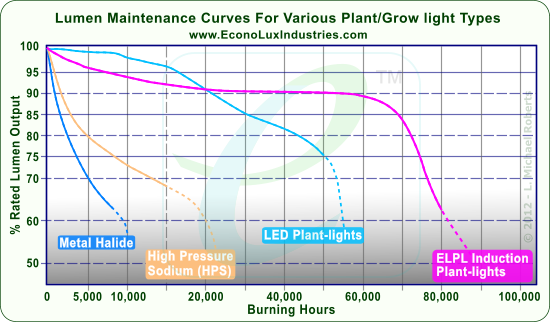 Lumen Maintenance Curves For Various Plant/Grow light Types
www.EconoLuxIndustries.com
100
95
90
85
80
75
70
60
50
% Rated Lumen Output
TM
Metal Halide
High Pressure
Sodium (HPS)
LED Plant-lights
ELPL Induction
Plant-lights
© 2012 - L. Michael Roberts
0 5,000 10,000 20,000 40,000 60,000 80,000 100,000
Burning Hours